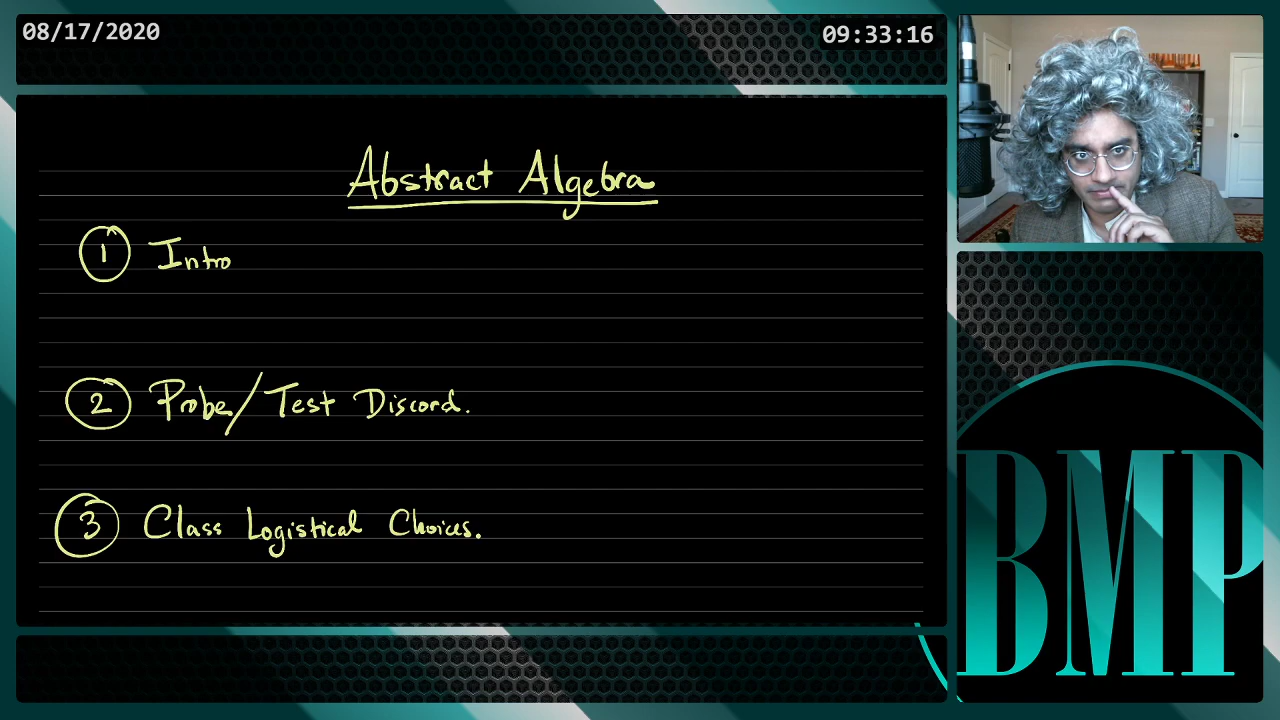 08/17/2020
09:33:16
Abstract Algebra
1 Intro
2 Probe/Test Discord.
3 Class Logistical Choices.
BMP